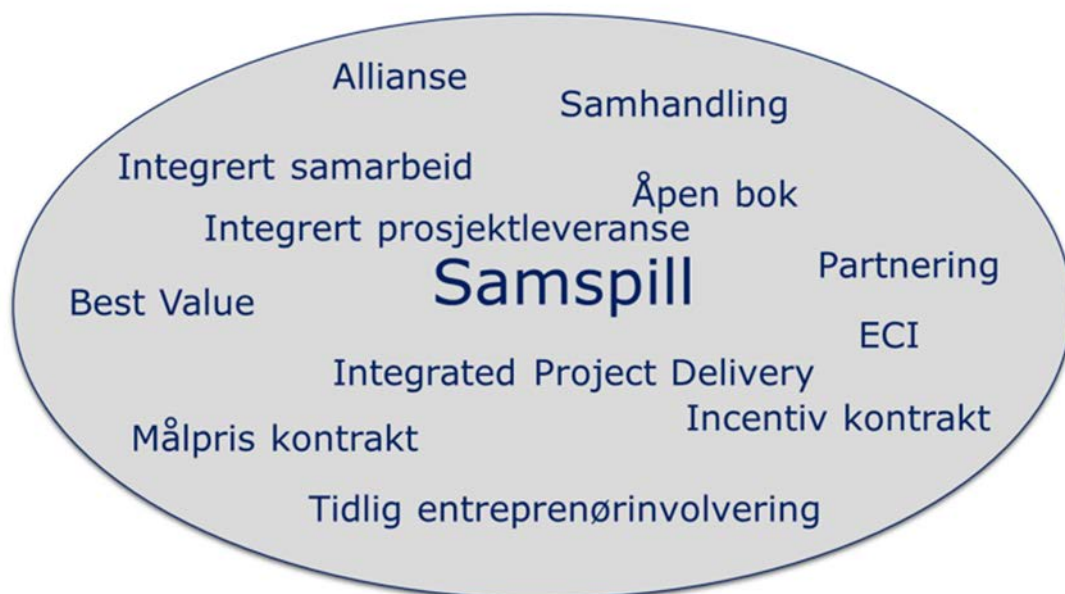 Allianse
Samhandling
Integrert samarbeid
Åpen bok
Integrert prosjektleveranse
Partnering
Samspill
Best Value
ECI
Integrated Project Delivery
Incentiv kontrakt
Målpris kontrakt
Tidlig entreprenørinvolvering